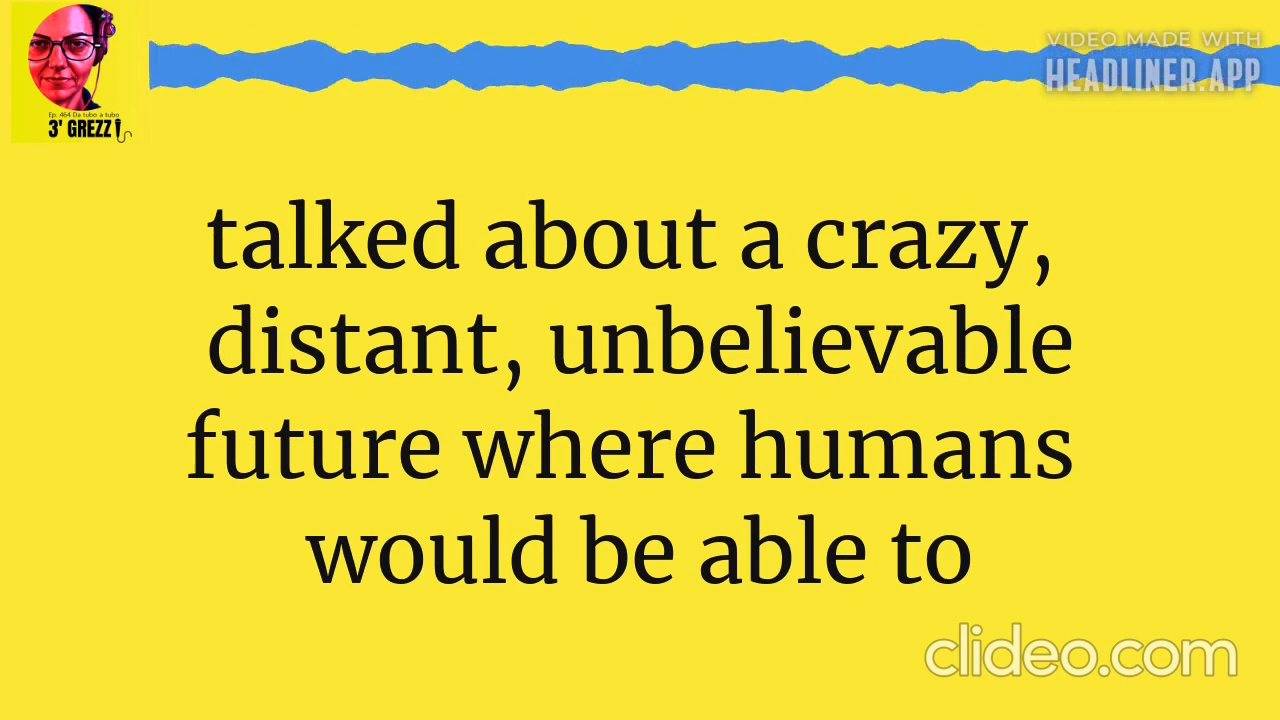 VIDEO MADE WITH
HEADLINER.APP
Ep. 464 Da tubo a tubo
3' GREZZI
talked about a crazy,
distant, unbelievable
future where humans
would be able to
clideo.com